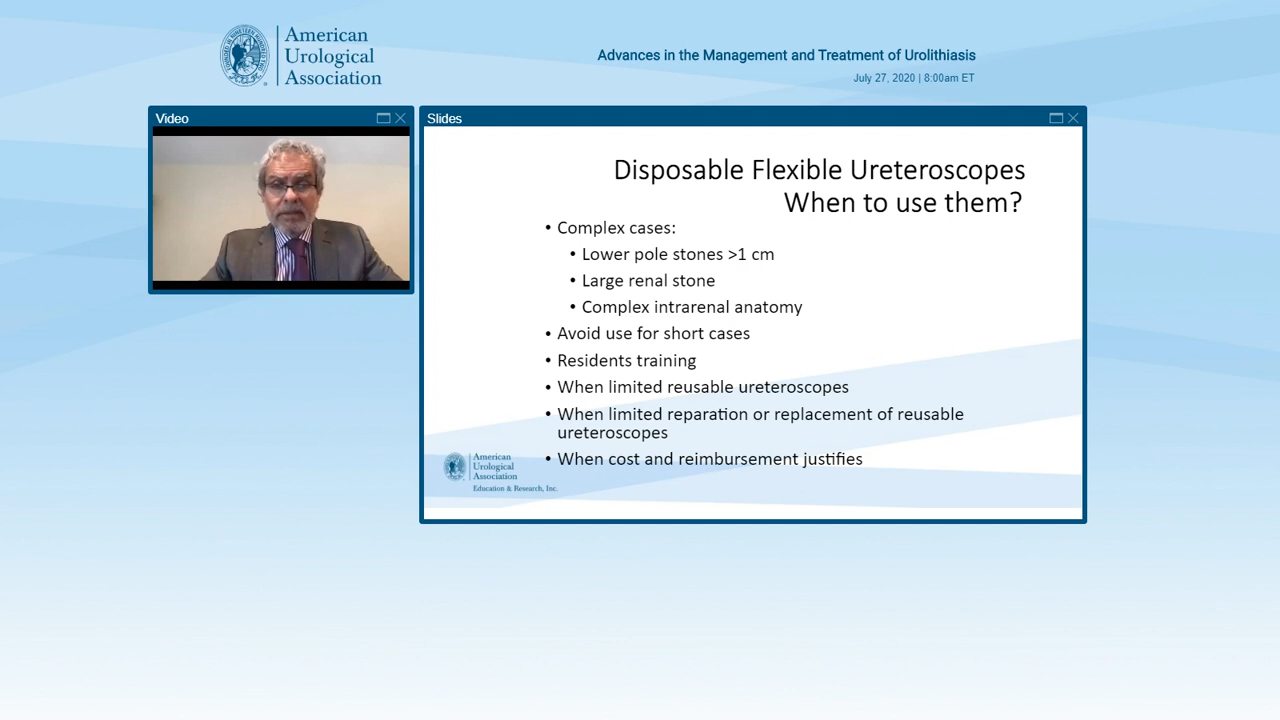 American
Urological
Association
Advances in the Management and Treatment of Urolithiasis
July 27, 2020 | 8:00am ET
Video
Slides
Disposable Flexible Ureteroscopes
When to use them?
• Complex cases:
• Lower pole stones >1 cm
• Large renal stone
• Complex intrarenal anatomy
• Avoid use for short cases
• Residents training
• When limited reusable ureteroscopes
• When limited reparation or replacement of reusable
ureteroscopes
• When cost and reimbursement justifies
American
Urological
Association
Education & Research, Inc.